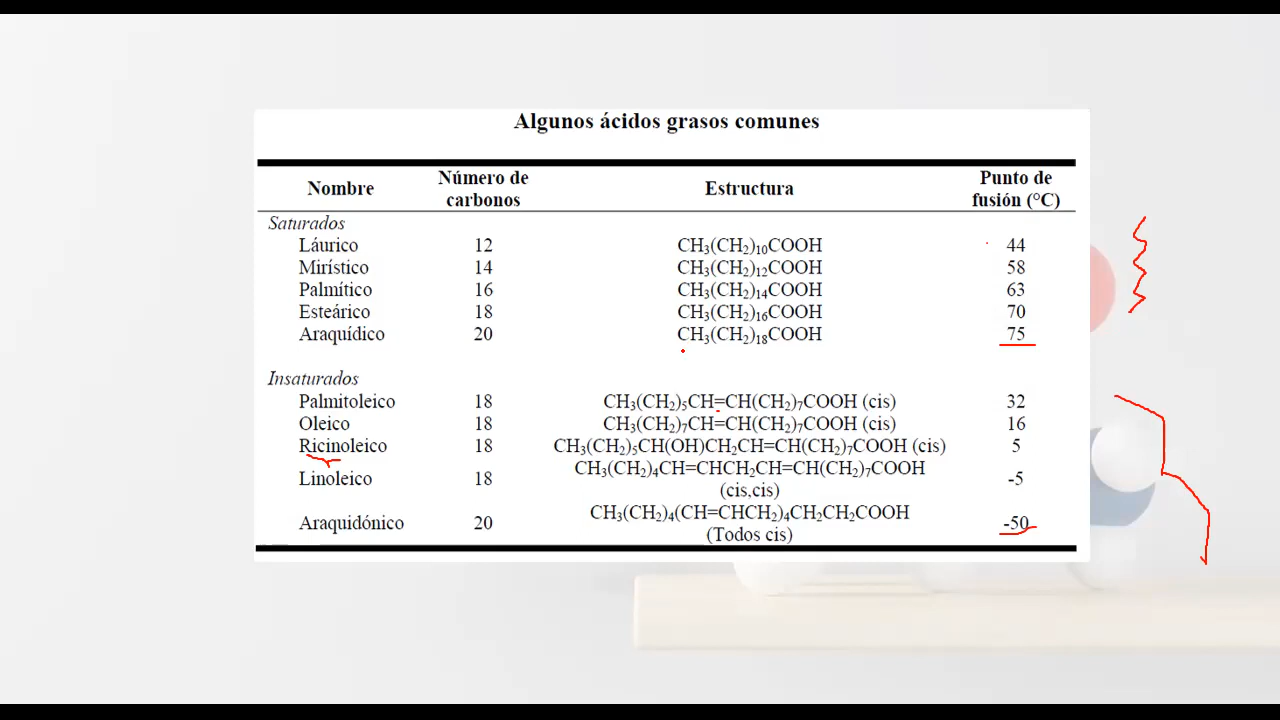 Algunos ácidos grasos comunes
Nombre Número de carbonos Estructura Punto de fusión (°C)
Saturados
Láurico 12 CH₃(CH₂)₁₀COOH 44
Mirístico 14 CH₃(CH₂)₁₂COOH 58
Palmítico 16 CH₃(CH₂)₁₄COOH 63
Esteárico 18 CH₃(CH₂)₁₆COOH 70
Araquídico 20 CH₃(CH₂)₁₈COOH 75
Insaturados
Palmitoleico 18 CH₃(CH₂)₅CH=CH(CH₂)₇COOH (cis) 32
Oleico 18 CH₃(CH₂)₇CH=CH(CH₂)₇COOH (cis) 16
Ricinoleico 18 CH₃(CH₂)₅CH(OH)CH₂CH=CH(CH₂)₇COOH (cis) 5
Linoleico 18 CH₃(CH₂)₄CH=CHCH₂CH=CH(CH₂)₇COOH (cis,cis) -5
Araquidónico 20 CH₃(CH₂)₄(CH=CHCH₂)₄CH₂CH₂COOH (Todos cis) -50